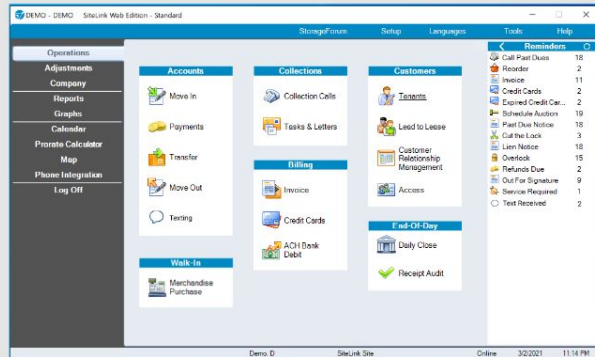 DEMO - DEMO SiteLink Web Edition - Standard
StorageForum Setup Languages Tools Help
Operations
Adjustments
Company
Reports
Graphs
Calendar
Prorate Calculator
Map
Phone Integration
Log Off
Accounts
Move In
Payments
Transfer
Move Out
Texting
Walk-In
Merchandise
Purchase
Collections
Collection Calls
Tasks & Letters
Billing
Invoice
Credit Cards
ACH Bank
Debit
Customers
Tenants
Lead to Lease
Customer
Relationship
Management
Access
End-Of-Day
Daily Close
Receipt Audit
Reminders
Call Past Dues 18
Reorder 2
Invoice 11
Credit Cards 2
Expired Credit Car... 2
Schedule Auction 19
Past Due Notice 18
Cut the Lock 3
Lien Notice 18
Overlock 15
Refunds Due 2
Out For Signature 9
Service Required 1
Text Received 2
Demo, D SiteLink Site Online 3/2/2021 11:14 PM